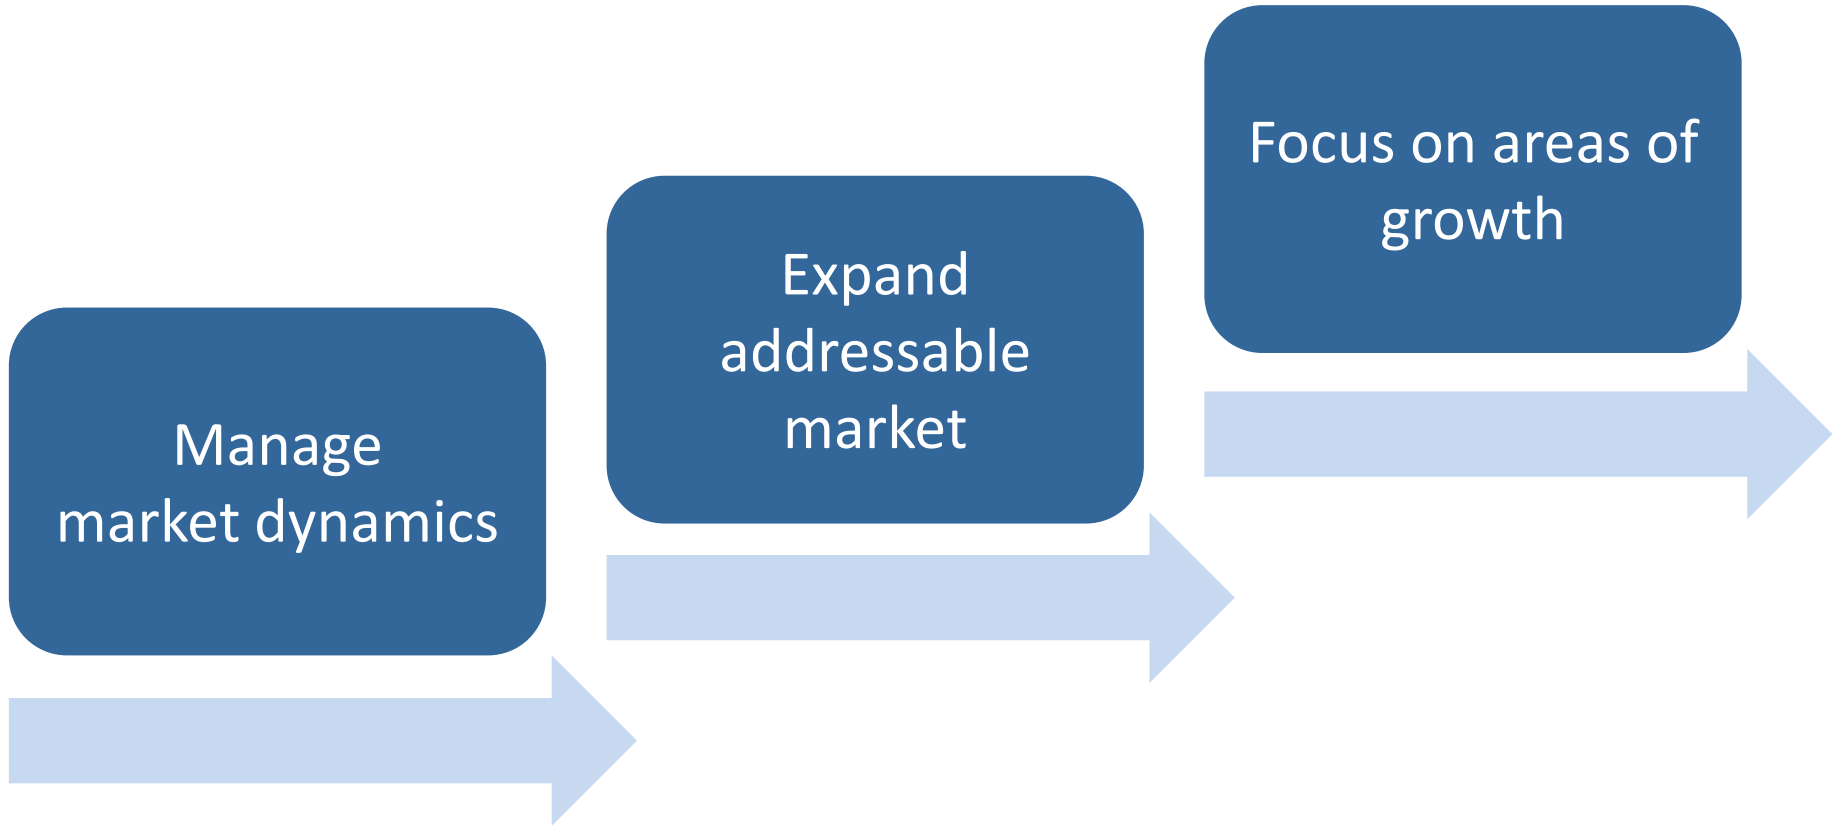 Manage
market dynamics
Expand
addressable
market
Focus on areas of
growth